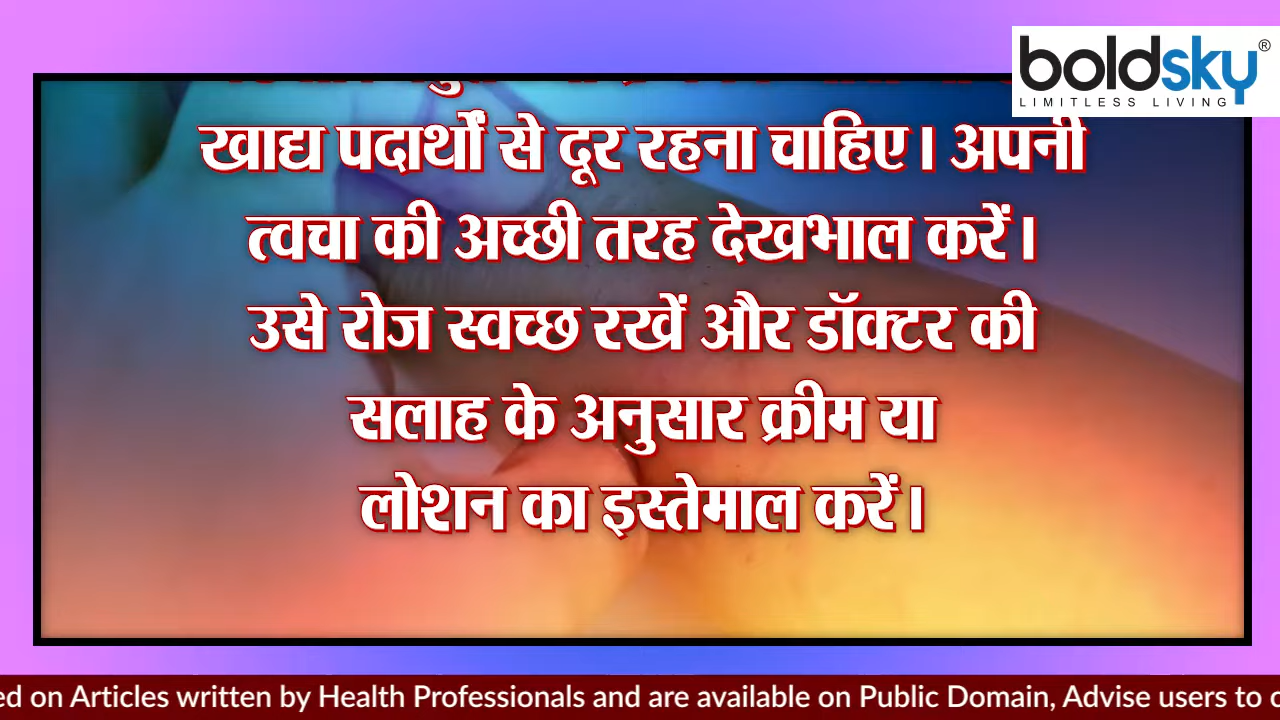 boldsky®
LIMITLESS LIVING
खाद्य पदार्थों से दूर रहना चाहिए। अपनी
त्वचा की अच्छी तरह देखभाल करें।
उसे रोज स्वच्छ रखें और डॉक्टर की
सलाह के अनुसार क्रीम या
लोशन का इस्तेमाल करें।
on Articles written by Health Professionals and are available on Public Domain, Advise users to